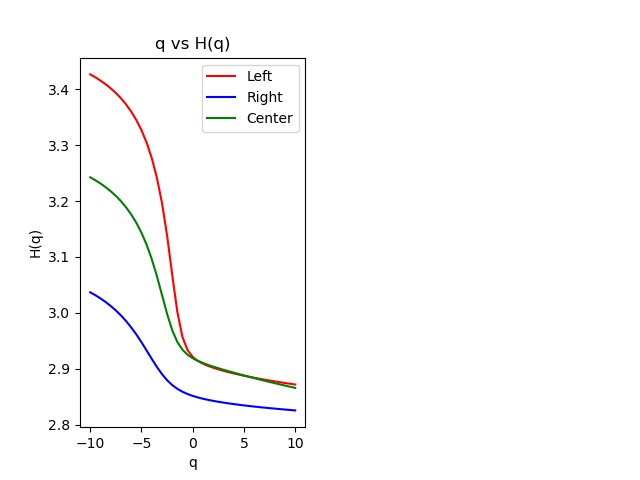 q vs H(q)
Left
Right
Center
H(q)
3.4
3.3
3.2
3.1
3.0
2.9
2.8
−10
−5
0
5
10
q